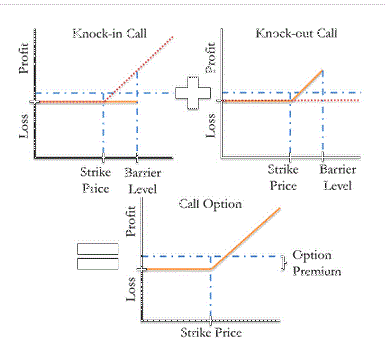 Knock-in Call
Knock-out Call
Profit
Loss
Strike
Price
Barrier
Level
Profit
Loss
Strike
Price
Barrier
Level
Call Option
Profit
Loss
Option
Premium
Strike Price